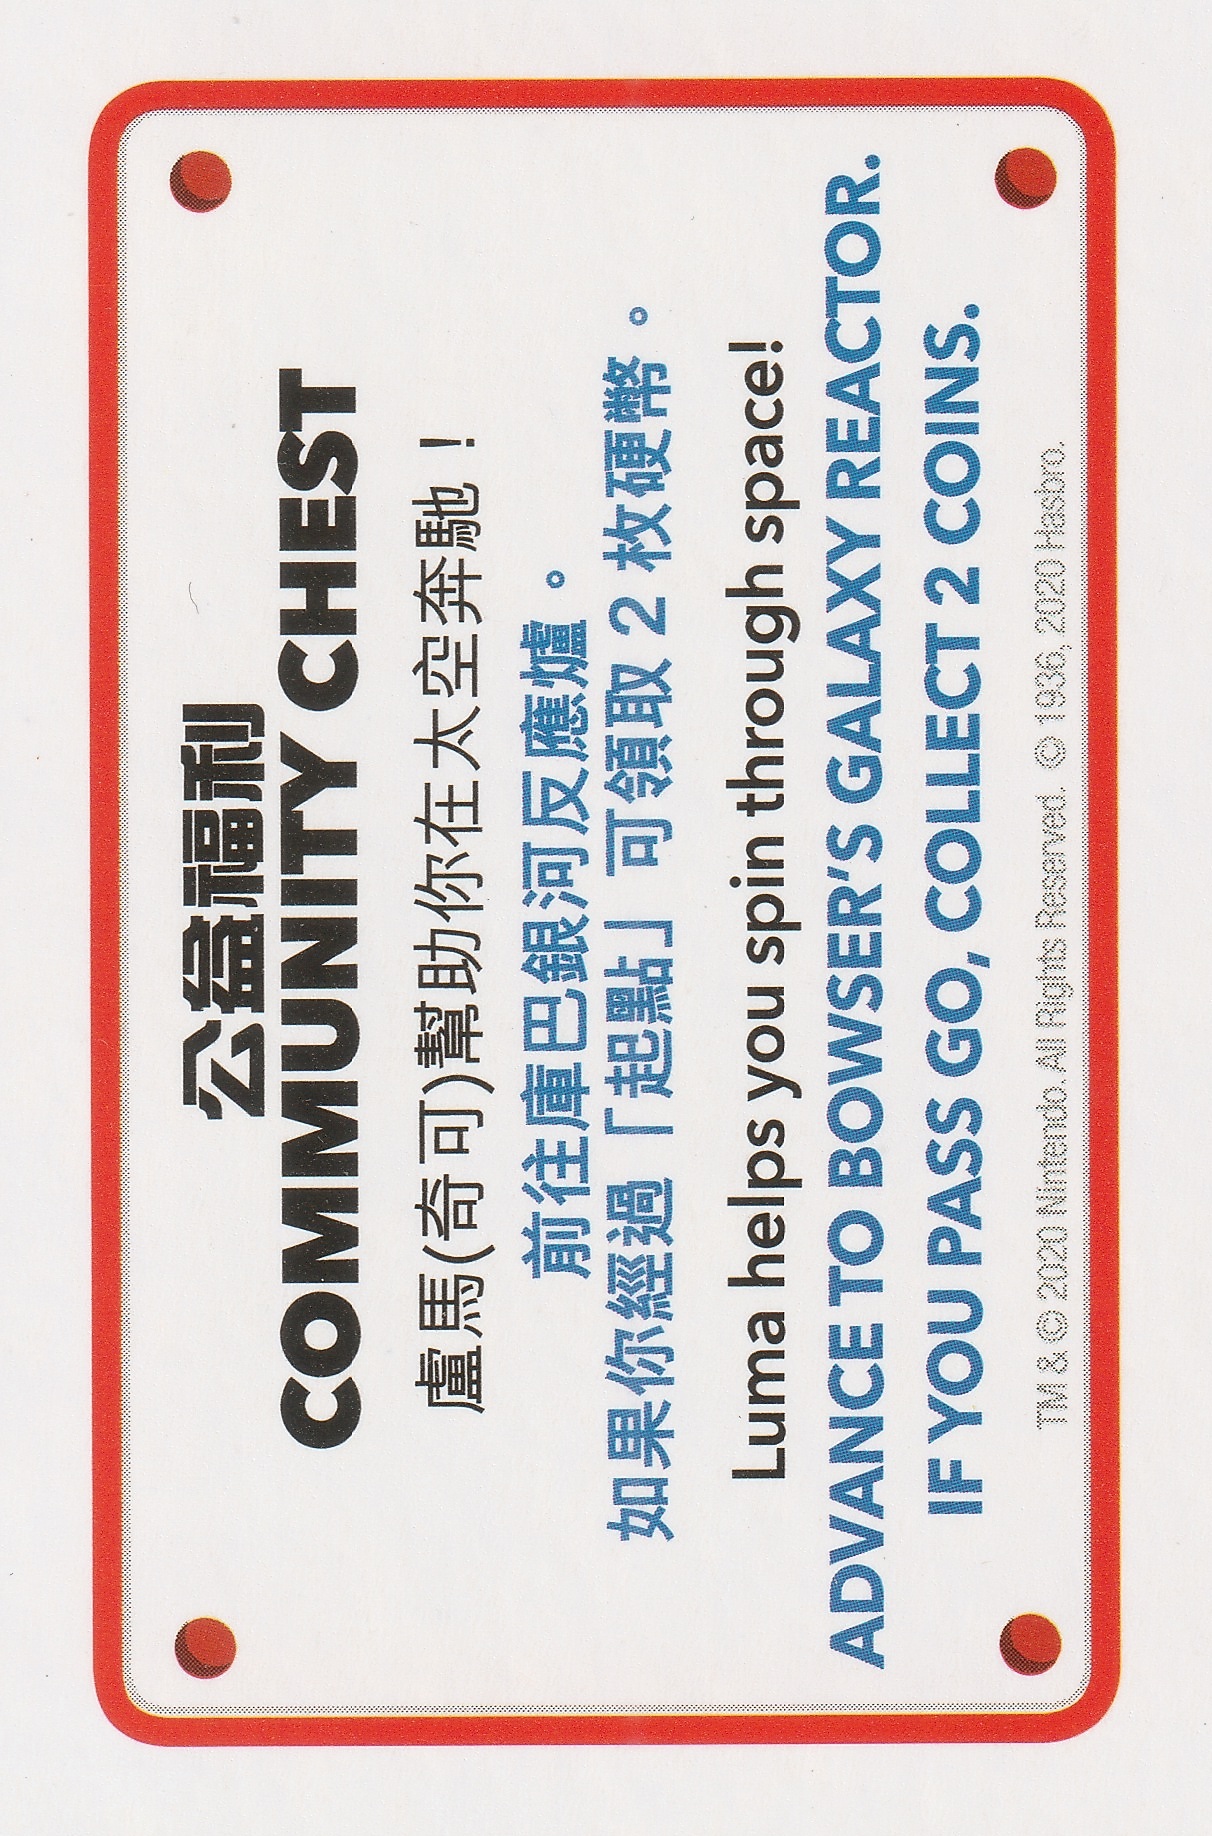 公益福利
COMMUNITY CHEST
盧馬(奇可)幫助你在太空奔馳！
前往庫巴銀河反應爐。
如果你經過「起點」可領取 2 枚硬幣。
Luma helps you spin through space!
ADVANCE TO BOWSER'S GALAXY REACTOR.
IF YOU PASS GO, COLLECT 2 COINS.
TM & © 2020 Nintendo. All Rights Reserved. © 1936, 2020 Hasbro.